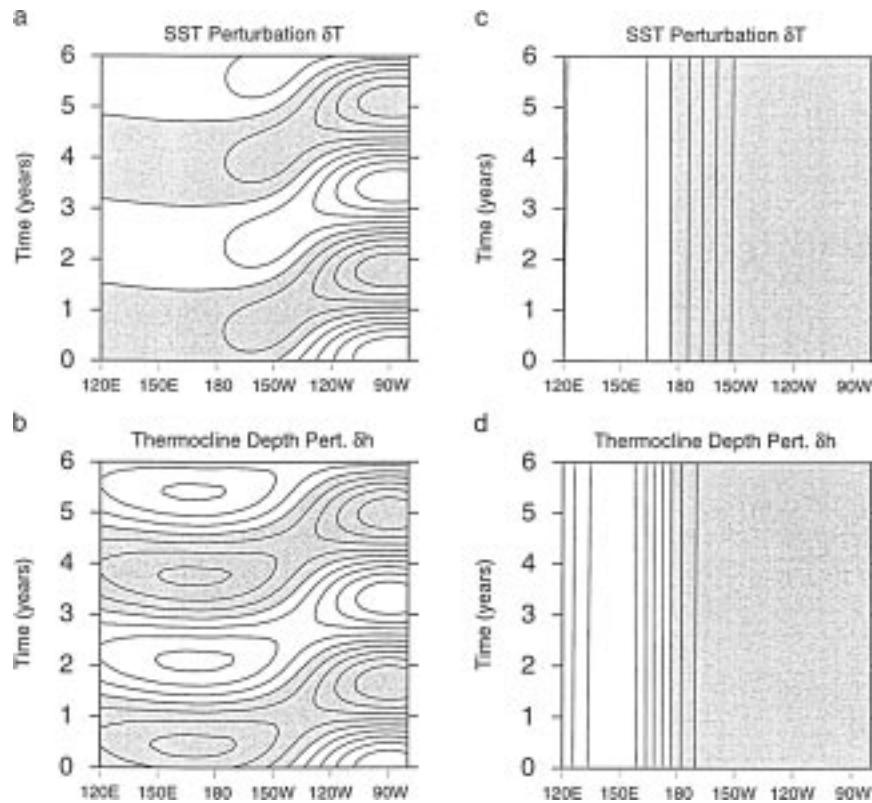 a
SST Perturbation δT
Time (years)
6
5
4
3
2
1
0
120E 150E 180 150W 120W 90W
b
Thermocline Depth Pert. δh
Time (years)
6
5
4
3
2
1
0
120E 150E 180 150W 120W 90W
c
SST Perturbation δT
Time (years)
6
5
4
3
2
1
0
120E 150E 180 150W 120W 90W
d
Thermocline Depth Pert. δh
Time (years)
6
5
4
3
2
1
0
120E 150E 180 150W 120W 90W